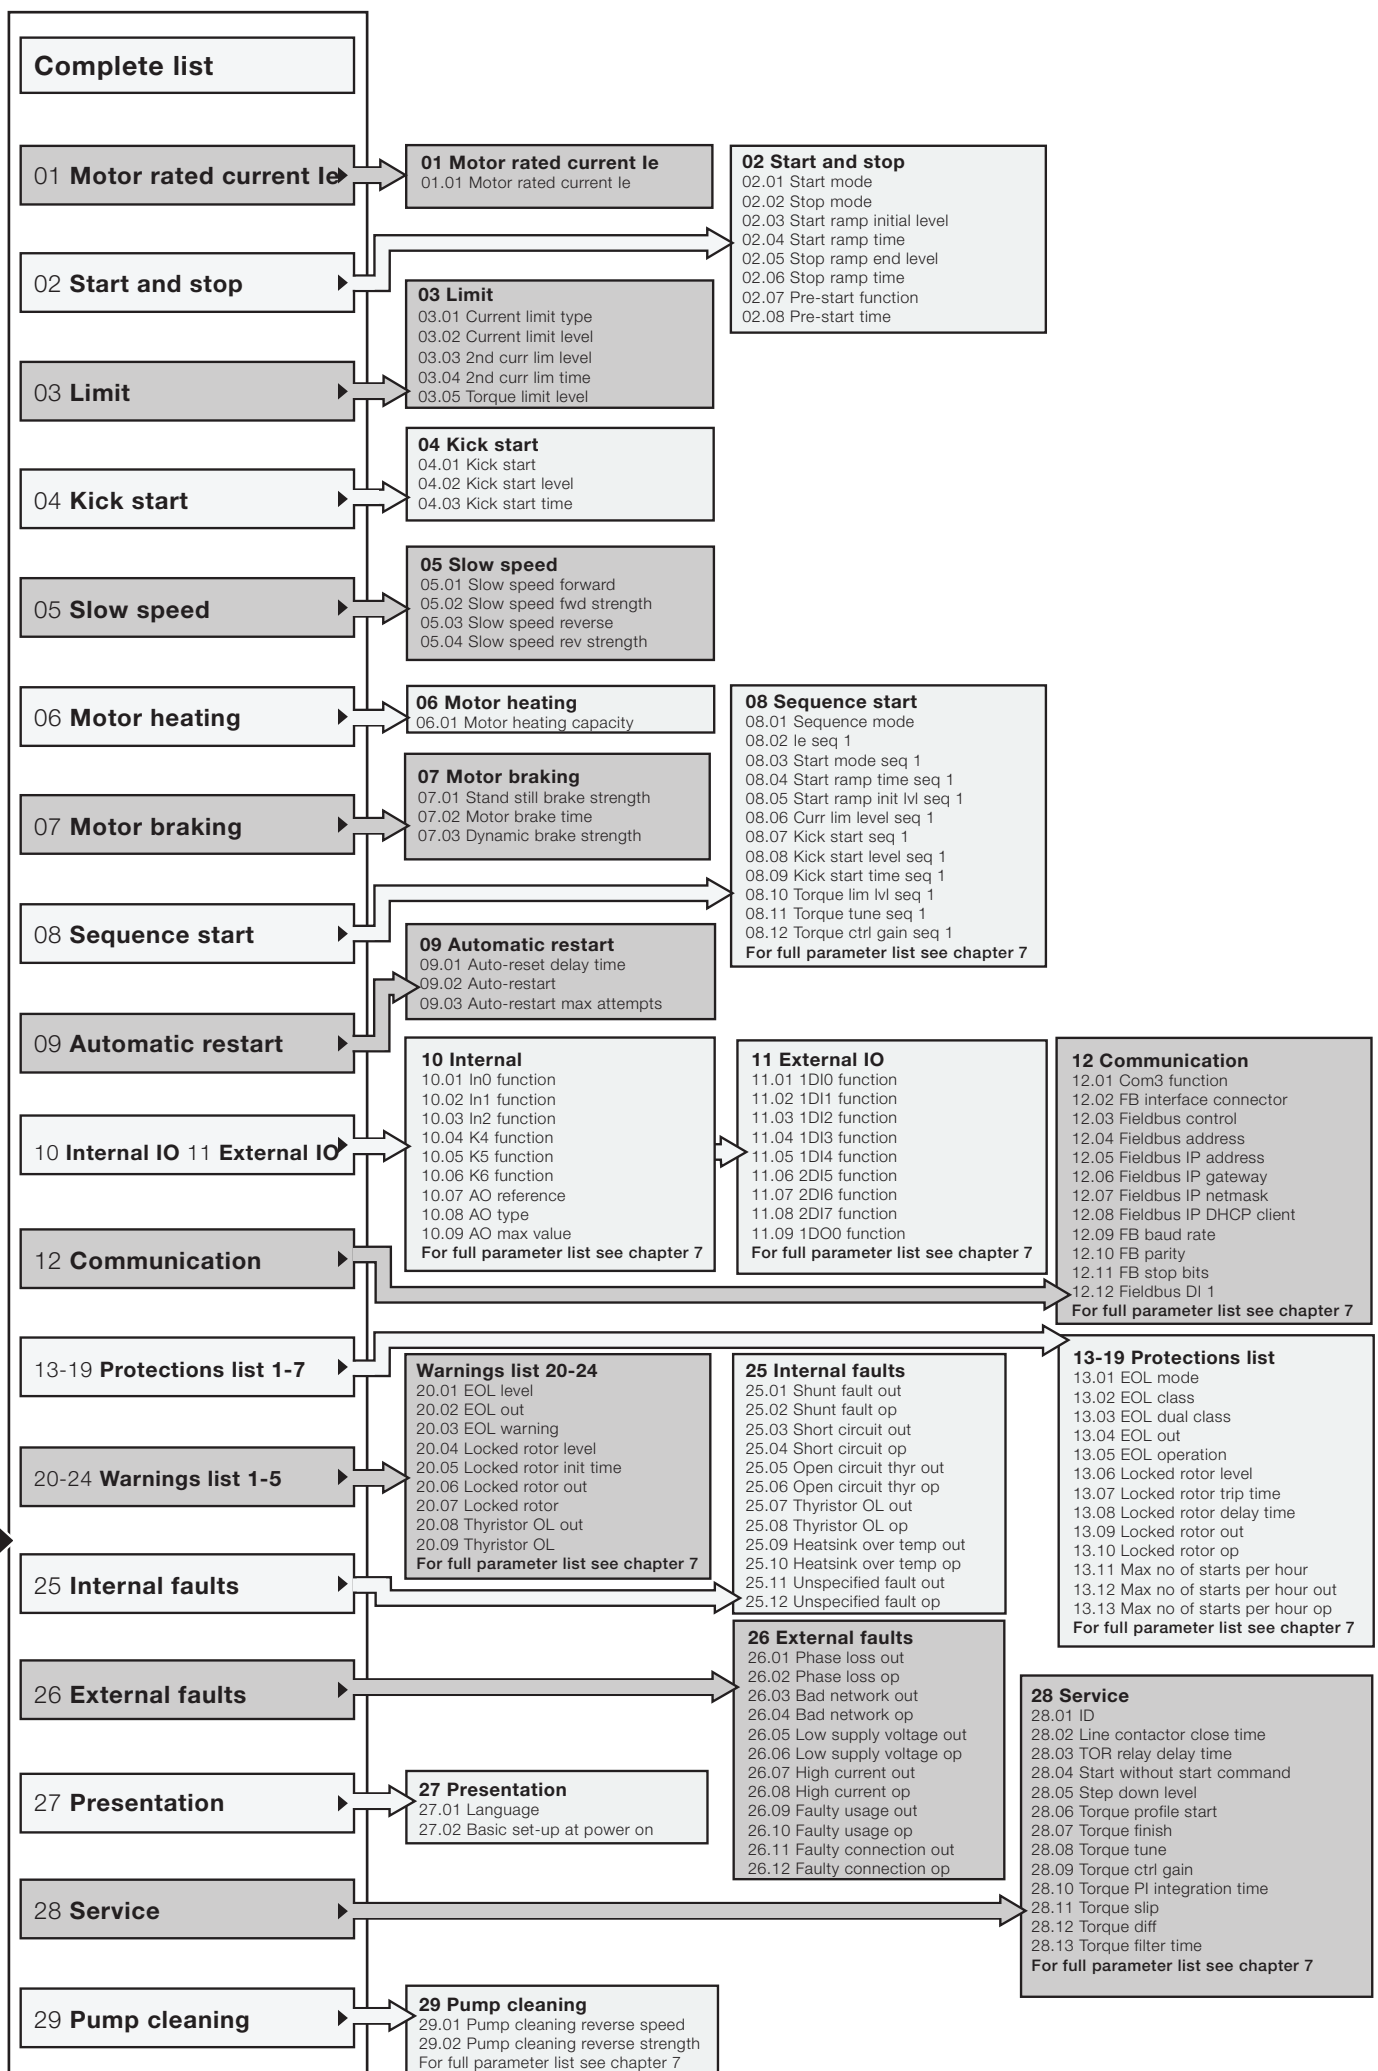 Complete list
01 Motor rated current Ie
02 Start and stop
03 Limit
04 Kick start
05 Slow speed
06 Motor heating
07 Motor braking
08 Sequence start
09 Automatic restart
10 Internal IO 11 External IO
12 Communication
13-19 Protections list 1-7
20-24 Warnings list 1-5
25 Internal faults
26 External faults
27 Presentation
28 Service
29 Pump cleaning
01 Motor rated current Ie
01.01 Motor rated current Ie
02 Start and stop
02.01 Start mode
02.02 Stop mode
02.03 Start ramp initial level
02.04 Start ramp time
02.05 Stop ramp end level
02.06 Stop ramp time
02.07 Pre-start function
02.08 Pre-start time
03 Limit
03.01 Current limit type
03.02 Current limit level
03.03 2nd curr lim level
03.04 2nd curr lim time
03.05 Torque limit level
04 Kick start
04.01 Kick start
04.02 Kick start level
04.03 Kick start time
05 Slow speed
05.01 Slow speed forward
05.02 Slow speed fwd strength
05.03 Slow speed reverse
05.04 Slow speed rev strength
06 Motor heating
06.01 Motor heating capacity
07 Motor braking
07.01 Stand still brake strength
07.02 Motor brake time
07.03 Dynamic brake strength
08 Sequence start
08.01 Sequence mode
08.02 Ie seq 1
08.03 Start mode seq 1
08.04 Start ramp time seq 1
08.05 Start ramp init lvl seq 1
08.06 Curr lim level seq 1
08.07 Kick start seq 1
08.08 Kick start level seq 1
08.09 Kick start time seq 1
08.10 Torque lim lvl seq 1
08.11 Torque tune seq 1
08.12 Torque ctrl gain seq 1
For full parameter list see chapter 7
09 Automatic restart
09.01 Auto-reset delay time
09.02 Auto-restart
09.03 Auto-restart max attempts
10 Internal
10.01 In0 function
10.02 In1 function
10.03 In2 function
10.04 K4 function
10.05 K5 function
10.06 K6 function
10.07 AO reference
10.08 AO type
10.09 AO max value
For full parameter list see chapter 7
11 External IO
11.01 1DI0 function
11.02 1DI1 function
11.03 1DI2 function
11.04 1DI3 function
11.05 1DI4 function
11.06 2DI5 function
11.07 2DI6 function
11.08 2DI7 function
11.09 1DO0 function
For full parameter list see chapter 7
12 Communication
12.01 Com3 function
12.02 FB interface connector
12.03 Fieldbus control
12.04 Fieldbus address
12.05 Fieldbus IP address
12.06 Fieldbus IP gateway
12.07 Fieldbus IP netmask
12.08 Fieldbus IP DHCP client
12.09 FB baud rate
12.10 FB parity
12.11 FB stop bits
12.12 Fieldbus DI 1
For full parameter list see chapter 7
13-19 Protections list
13.01 EOL mode
13.02 EOL class
13.03 EOL dual class
13.04 EOL out
13.05 EOL operation
13.06 Locked rotor level
13.07 Locked rotor trip time
13.08 Locked rotor delay time
13.09 Locked rotor out
13.10 Locked rotor op
13.11 Max no of starts per hour
13.12 Max no of starts per hour out
13.13 Max no of starts per hour op
For full parameter list see chapter 7
Warnings list 20-24
20.01 EOL level
20.02 EOL out
20.03 EOL warning
20.04 Locked rotor level
20.05 Locked rotor init time
20.06 Locked rotor out
20.07 Locked rotor
20.08 Thyristor OL out
20.09 Thyristor OL
For full parameter list see chapter 7
25 Internal faults
25.01 Shunt fault out
25.02 Shunt fault op
25.03 Short circuit out
25.04 Short circuit op
25.05 Open circuit thyr out
25.06 Open circuit thyr op
25.07 Thyristor OL out
25.08 Thyristor OL op
25.09 Heatsink over temp out
25.10 Heatsink over temp op
25.11 Unspecified fault out
25.12 Unspecified fault op
26 External faults
26.01 Phase loss out
26.02 Phase loss op
26.03 Bad network out
26.04 Bad network op
26.05 Low supply voltage out
26.06 Low supply voltage op
26.07 High current out
26.08 High current op
26.09 Faulty usage out
26.10 Faulty usage op
26.11 Faulty connection out
26.12 Faulty connection op
27 Presentation
27.01 Language
27.02 Basic set-up at power on
28 Service
28.01 ID
28.02 Line contactor close time
28.03 TOR relay delay time
28.04 Start without start command
28.05 Step down level
28.06 Torque profile start
28.07 Torque finish
28.08 Torque tune
28.09 Torque ctrl gain
28.10 Torque PI integration time
28.11 Torque slip
28.12 Torque diff
28.13 Torque filter time
For full parameter list see chapter 7
29 Pump cleaning
29.01 Pump cleaning reverse speed
29.02 Pump cleaning reverse strength
For full parameter list see chapter 7